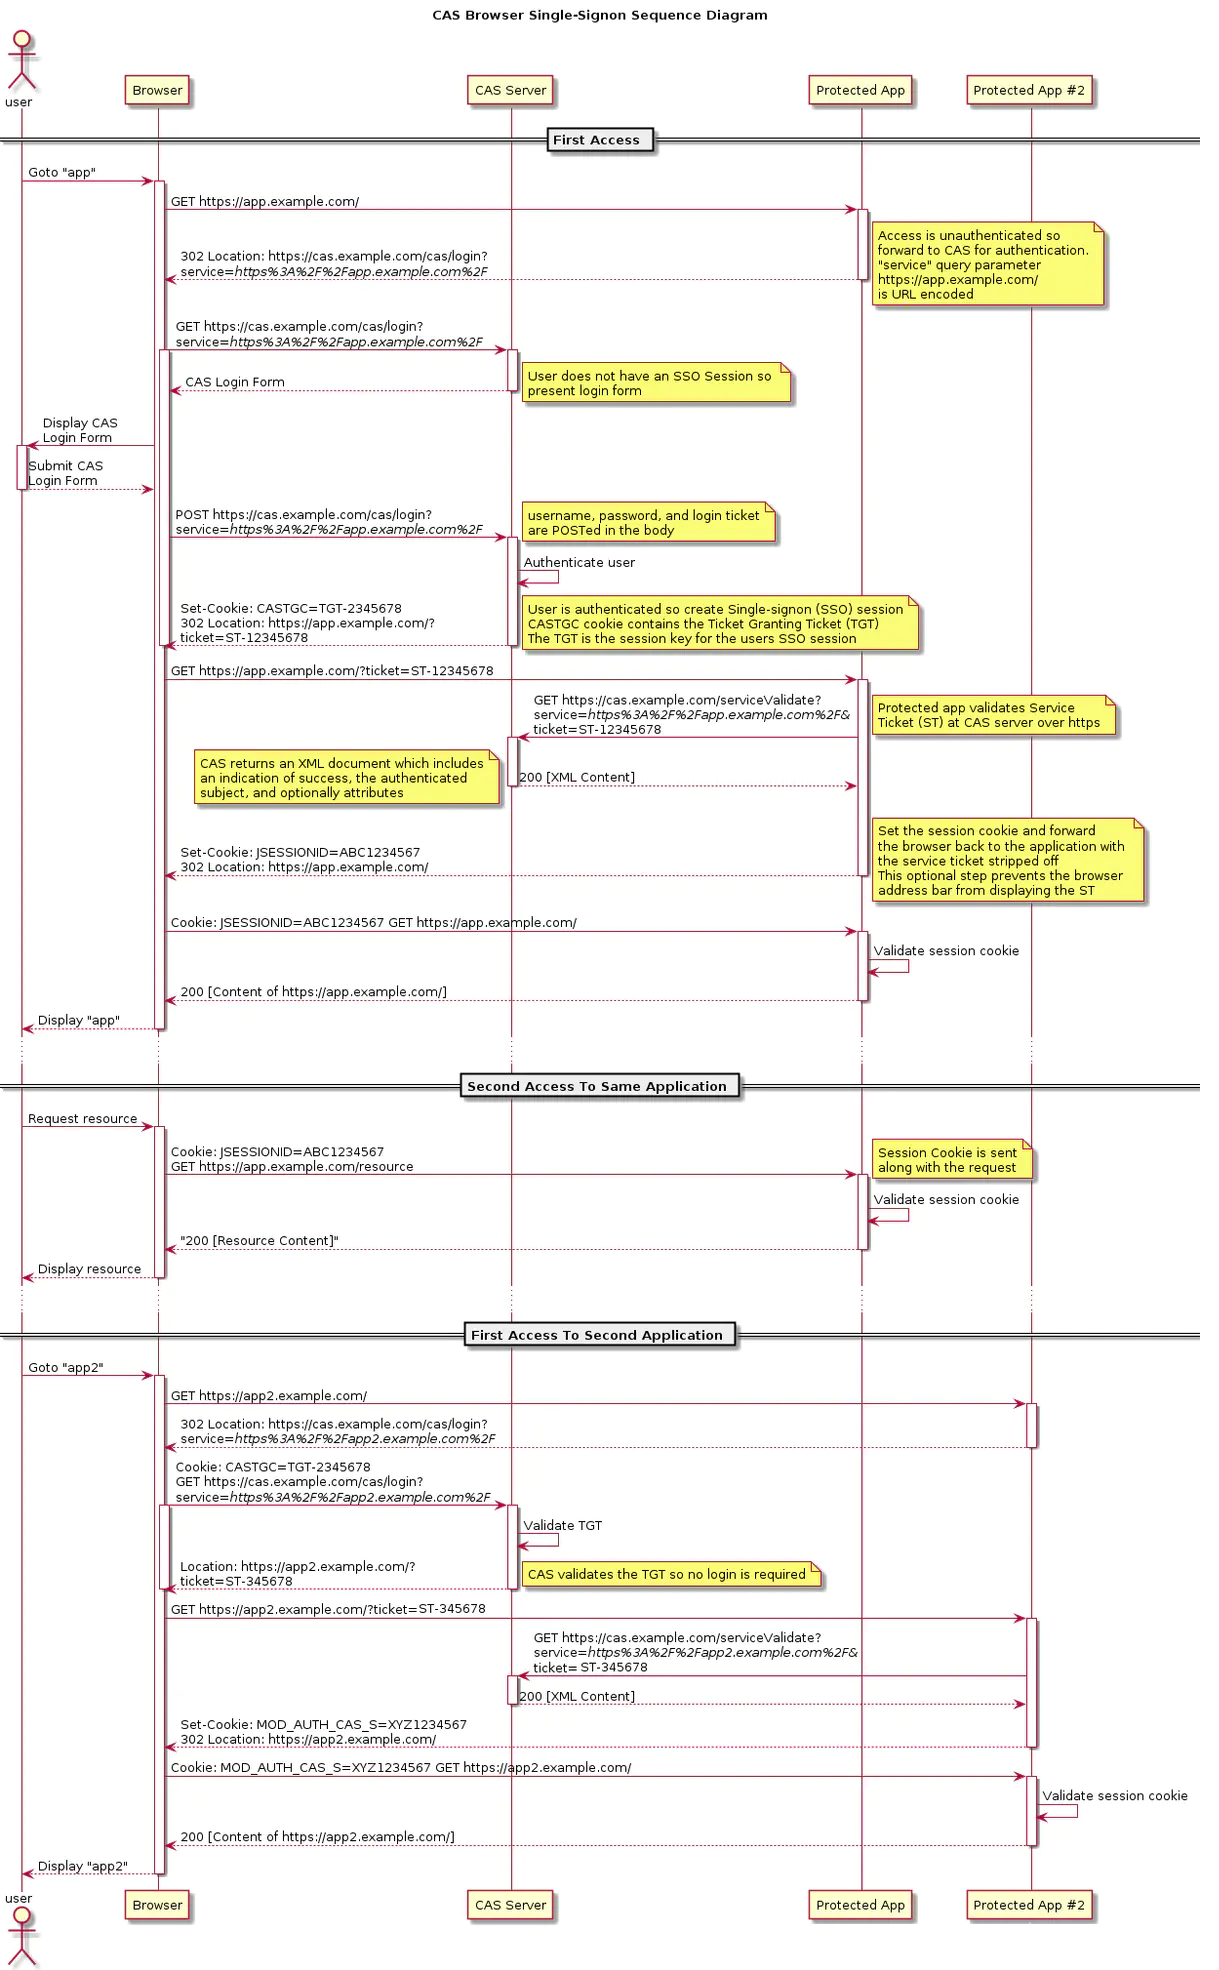 CAS Browser Single-Signon Sequence Diagram
user
Browser
CAS Server
Protected App
Protected App #2
First Access
Goto "app"
GET https://app.example.com/
Access is unauthenticated so
forward to CAS for authentication.
"service" query parameter
https://app.example.com/
is URL encoded
302 Location: https://cas.example.com/cas/login?
service=https%3A%2F%2Fapp.example.com%2F
GET https://cas.example.com/cas/login?
service=https%3A%2F%2Fapp.example.com%2F
User does not have an SSO Session so
present login form
CAS Login Form
Display CAS
Login Form
Submit CAS
Login Form
POST https://cas.example.com/cas/login?
service=https%3A%2F%2Fapp.example.com%2F
username, password, and login ticket
are POSTed in the body
Authenticate user
Set-Cookie: CASTGC=TGT-2345678
302 Location: https://app.example.com/?
ticket=ST-12345678
User is authenticated so create Single-signon (SSO) session
CASTGC cookie contains the Ticket Granting Ticket (TGT)
The TGT is the session key for the users SSO session
GET https://app.example.com/?ticket=ST-12345678
GET https://cas.example.com/serviceValidate?
service=https%3A%2F%2Fapp.example.com%2F&
ticket=ST-12345678
Protected app validates Service
Ticket (ST) at CAS server over https
CAS returns an XML document which includes
an indication of success, the authenticated
subject, and optionally attributes
200 [XML Content]
Set the session cookie and forward
the browser back to the application with
the service ticket stripped off
This optional step prevents the browser
address bar from displaying the ST
Set-Cookie: JSESSIONID=ABC1234567
302 Location: https://app.example.com/
Cookie: JSESSIONID=ABC1234567 GET https://app.example.com/
Validate session cookie
200 [Content of https://app.example.com/]
Display "app"
Second Access To Same Application
Request resource
Cookie: JSESSIONID=ABC1234567
GET https://app.example.com/resource
Session Cookie is sent
along with the request
Validate session cookie
"200 [Resource Content]"
Display resource
First Access To Second Application
Goto "app2"
GET https://app2.example.com/
302 Location: https://cas.example.com/cas/login?
service=https%3A%2F%2Fapp2.example.com%2F
Cookie: CASTGC=TGT-2345678
GET https://cas.example.com/cas/login?
service=https%3A%2F%2Fapp2.example.com%2F
Validate TGT
Location: https://app2.example.com/?
ticket=ST-345678
CAS validates the TGT so no login is required
GET https://app2.example.com/?ticket=ST-345678
GET https://cas.example.com/serviceValidate?
service=https%3A%2F%2Fapp2.example.com%2F&
ticket= ST-345678
200 [XML Content]
Set-Cookie: MOD_AUTH_CAS_S=XYZ1234567
302 Location: https://app2.example.com/
Cookie: MOD_AUTH_CAS_S=XYZ1234567 GET https://app2.example.com/
Validate session cookie
200 [Content of https://app2.example.com/]
Display "app2"
user
Browser
CAS Server
Protected App
Protected App #2